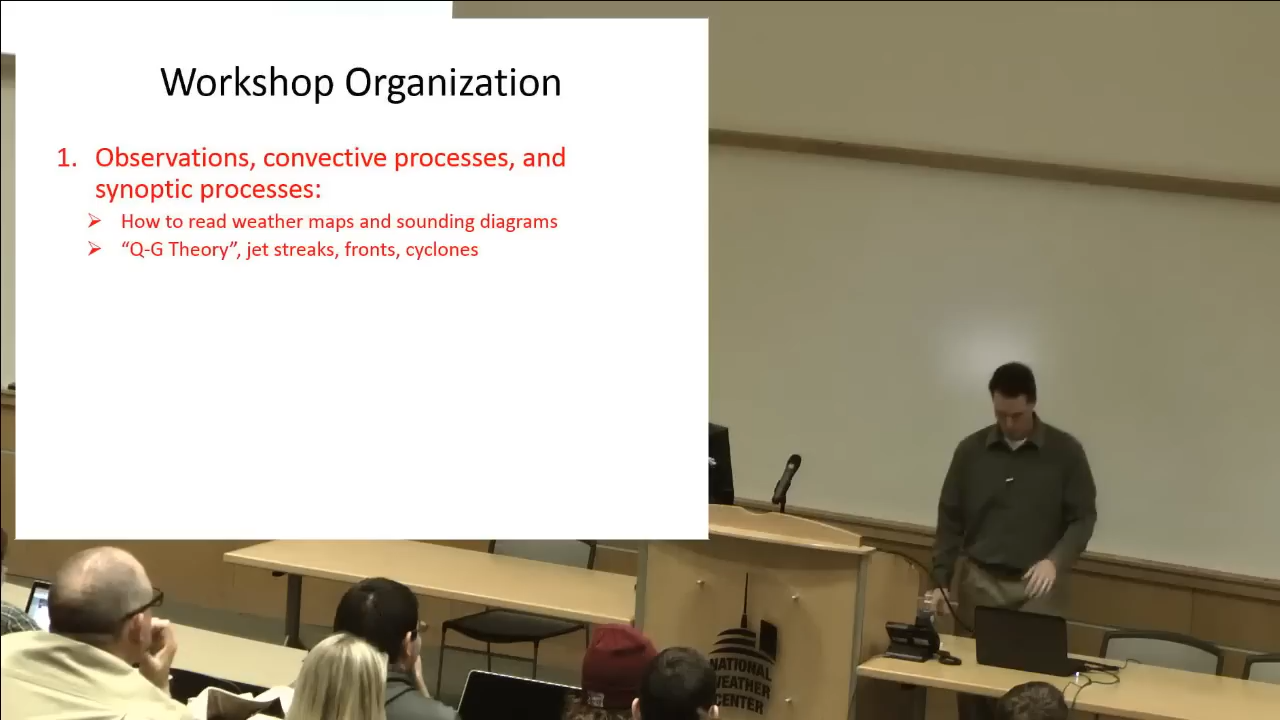 Workshop Organization
1. Observations, convective processes, and
synoptic processes:
➢ How to read weather maps and sounding diagrams
➢ “Q-G Theory”, jet streaks, fronts, cyclones
NATIONAL
WEATHER
CENTER